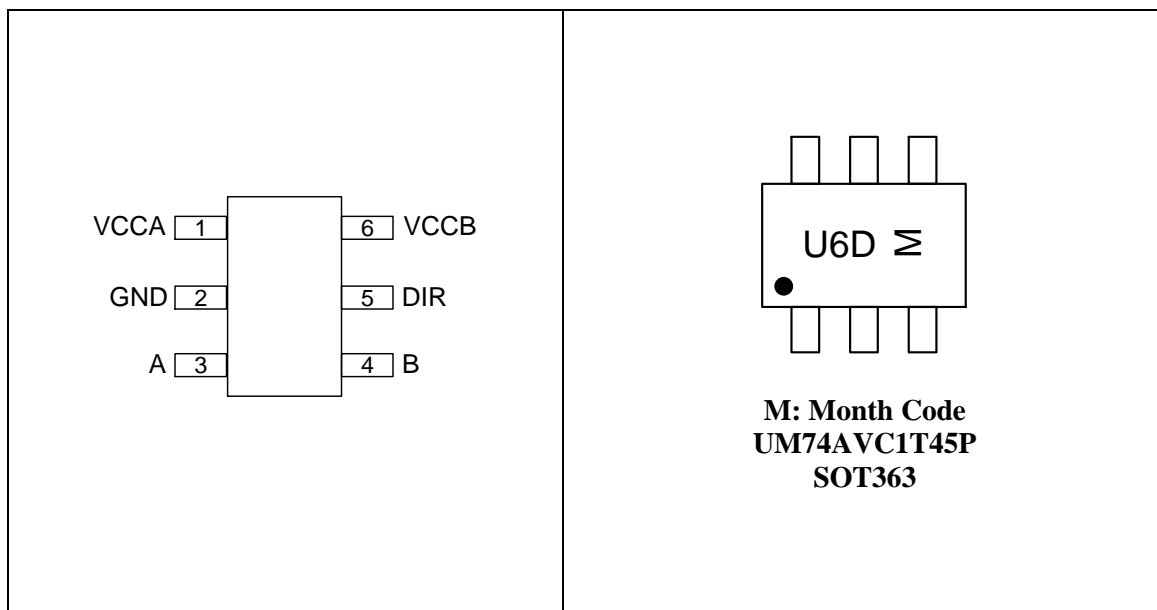 VCCA 1 6 VCCB
GND 2 5 DIR
A 3 4 B
U6D M
M: Month Code
UM74AVC1T45P
SOT363